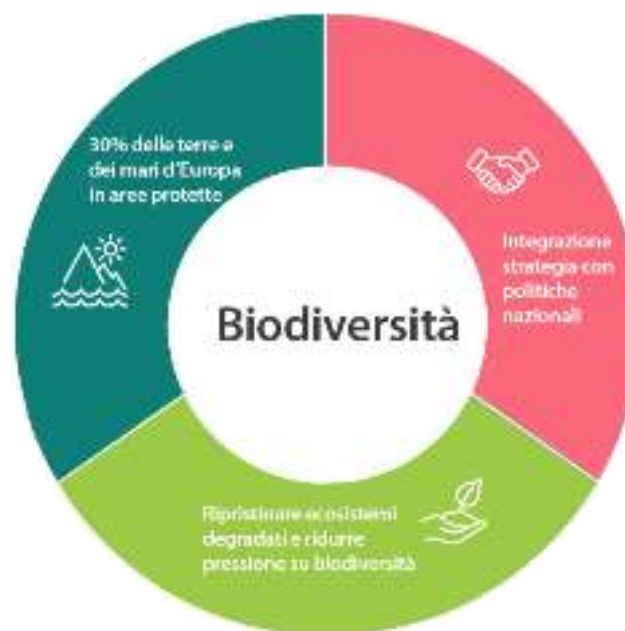 30% delle terre e
dei mari d'Europa
in aree protette
Integrazione
strategia con
politiche
nazionali
Biodiversità
Ripristinare ecosistemi
degradati e ridurre
pressione su biodiversità